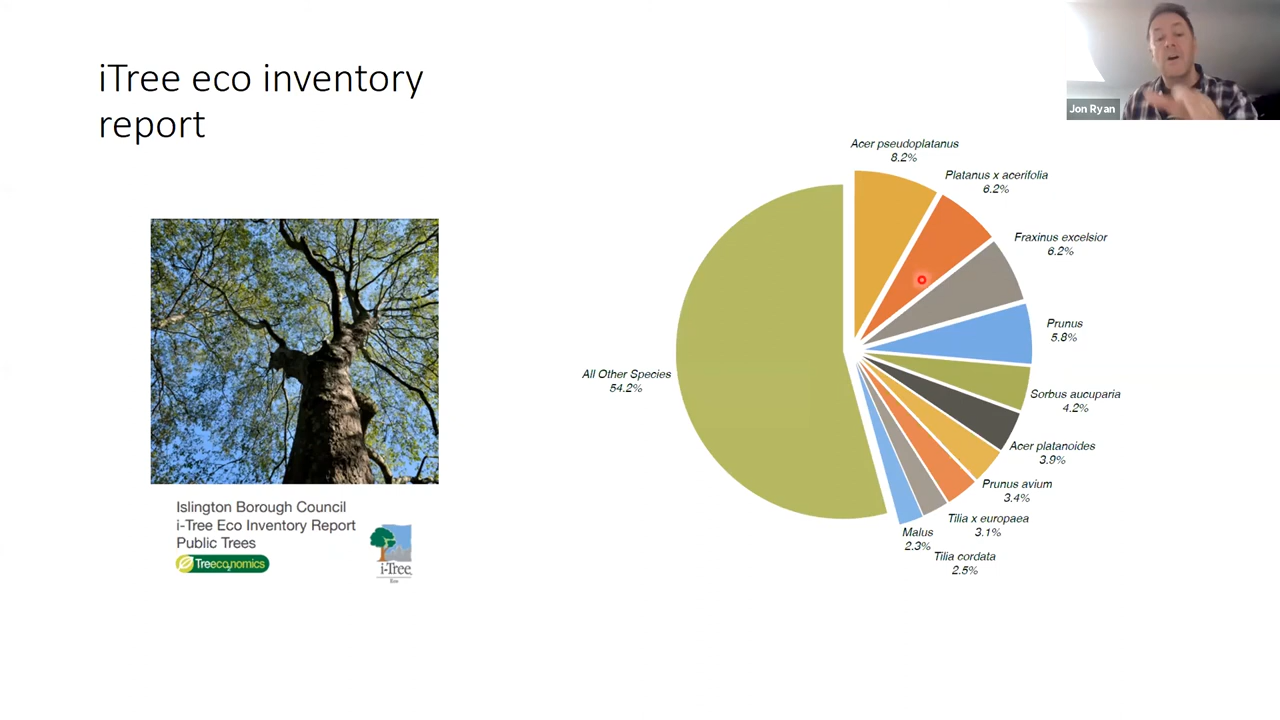 iTree eco inventory
report
Jon Ryan
Acer pseudoplatanus
8.2%
Platanus x acerifolia
6.2%
Fraxinus excelsior
6.2%
Prunus
5.8%
Sorbus aucuparia
4.2%
Acer platanoides
3.9%
Prunus avium
3.4%
Tilia x europaea
3.1%
Tilia cordata
2.5%
Malus
2.3%
All Other Species
54.2%
Islington Borough Council
i-Tree Eco Inventory Report
Public Trees
Treeconomics
i-Tree
Eco